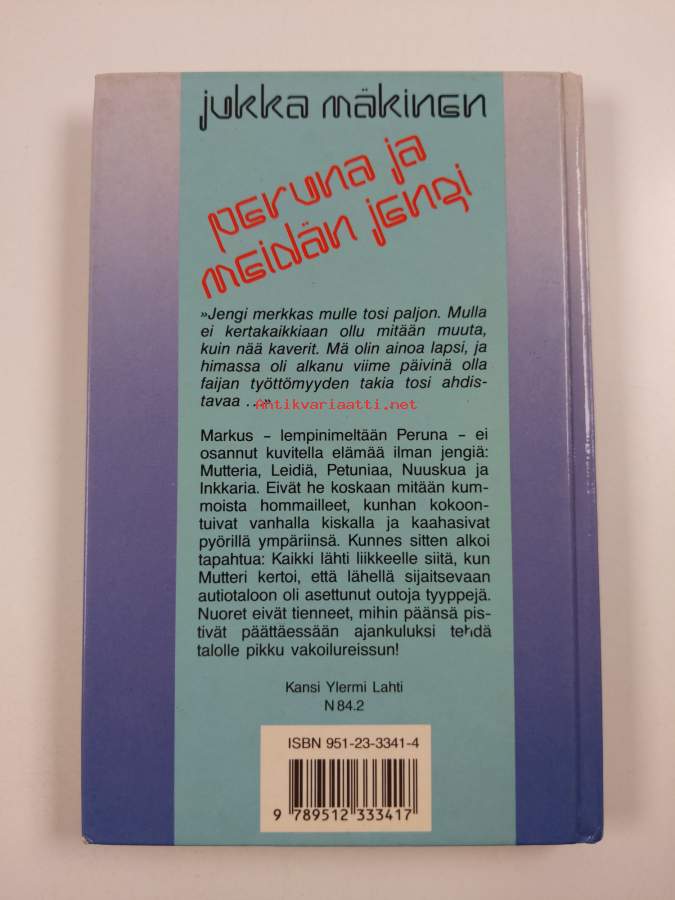 jukka mäkinen
peruna ja
meidän jengi
»Jengi merkkas mulle tosi paljon. Mulla
ei kertakaikkiaan ollu mitään muuta,
kuin nää kaverit. Mä olin ainoa lapsi, ja
himassa oli alkanu viime päivinä olla
faijan työttömyyden takia tosi ahdis-
tavaa . . .»
Antikvariaatti.net
Markus – lempinimeltään Peruna – ei
osannut kuvitella elämää ilman jengiä:
Mutteria, Leidiä, Petuniaa, Nuuskua ja
Inkkaria. Eivät he koskaan mitään kum-
moista hommailleet, kunhan kokoon-
tuivat vanhalla kiskalla ja kaahasivat
pyörillä ympäriinsä. Kunnes sitten alkoi
tapahtua: Kaikki lähti liikkeelle siitä, kun
Mutteri kertoi, että lähellä sijaitsevaan
autiotaloon oli asettunut outoja tyyppejä.
Nuoret eivät tienneet, mihin päänsä pis-
tivät päättäessään ajankuluksi tehdä
talolle pikku vakoilureissun!
Kansi Ylermi Lahti
N 84.2
ISBN 951-23-3341-4
9 789512 333417